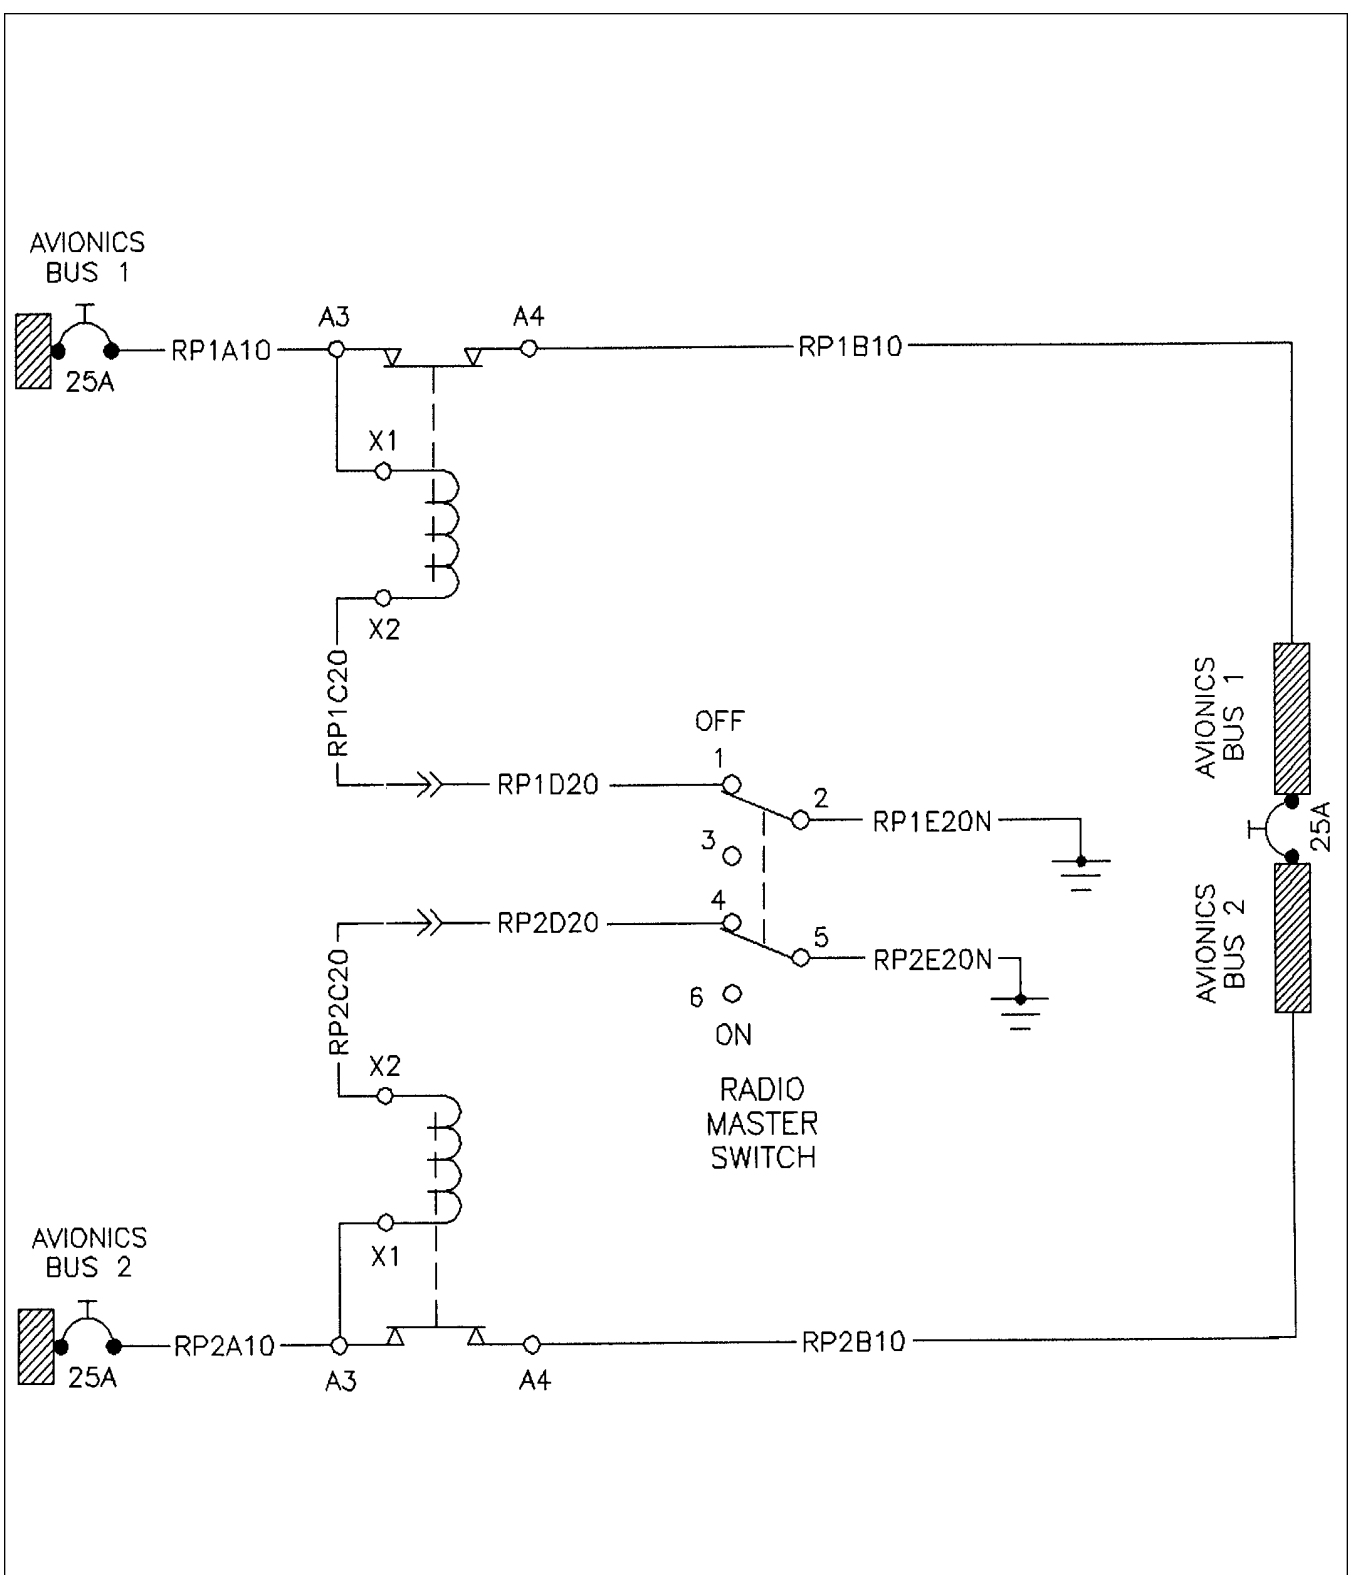 AVIONICS
BUS 1
25A
RP1A10
A3
A4
RP1B10
X1
X2
RP1C20
RP1D20
OFF
1
2
RP1E20N
3
AVIONICS
BUS 1
25A
AVIONICS
BUS 2
4
5
RP2D20
RP2E20N
6
ON
RADIO
MASTER
SWITCH
RP2C20
X2
X1
AVIONICS
BUS 2
25A
RP2A10
A3
A4
RP2B10